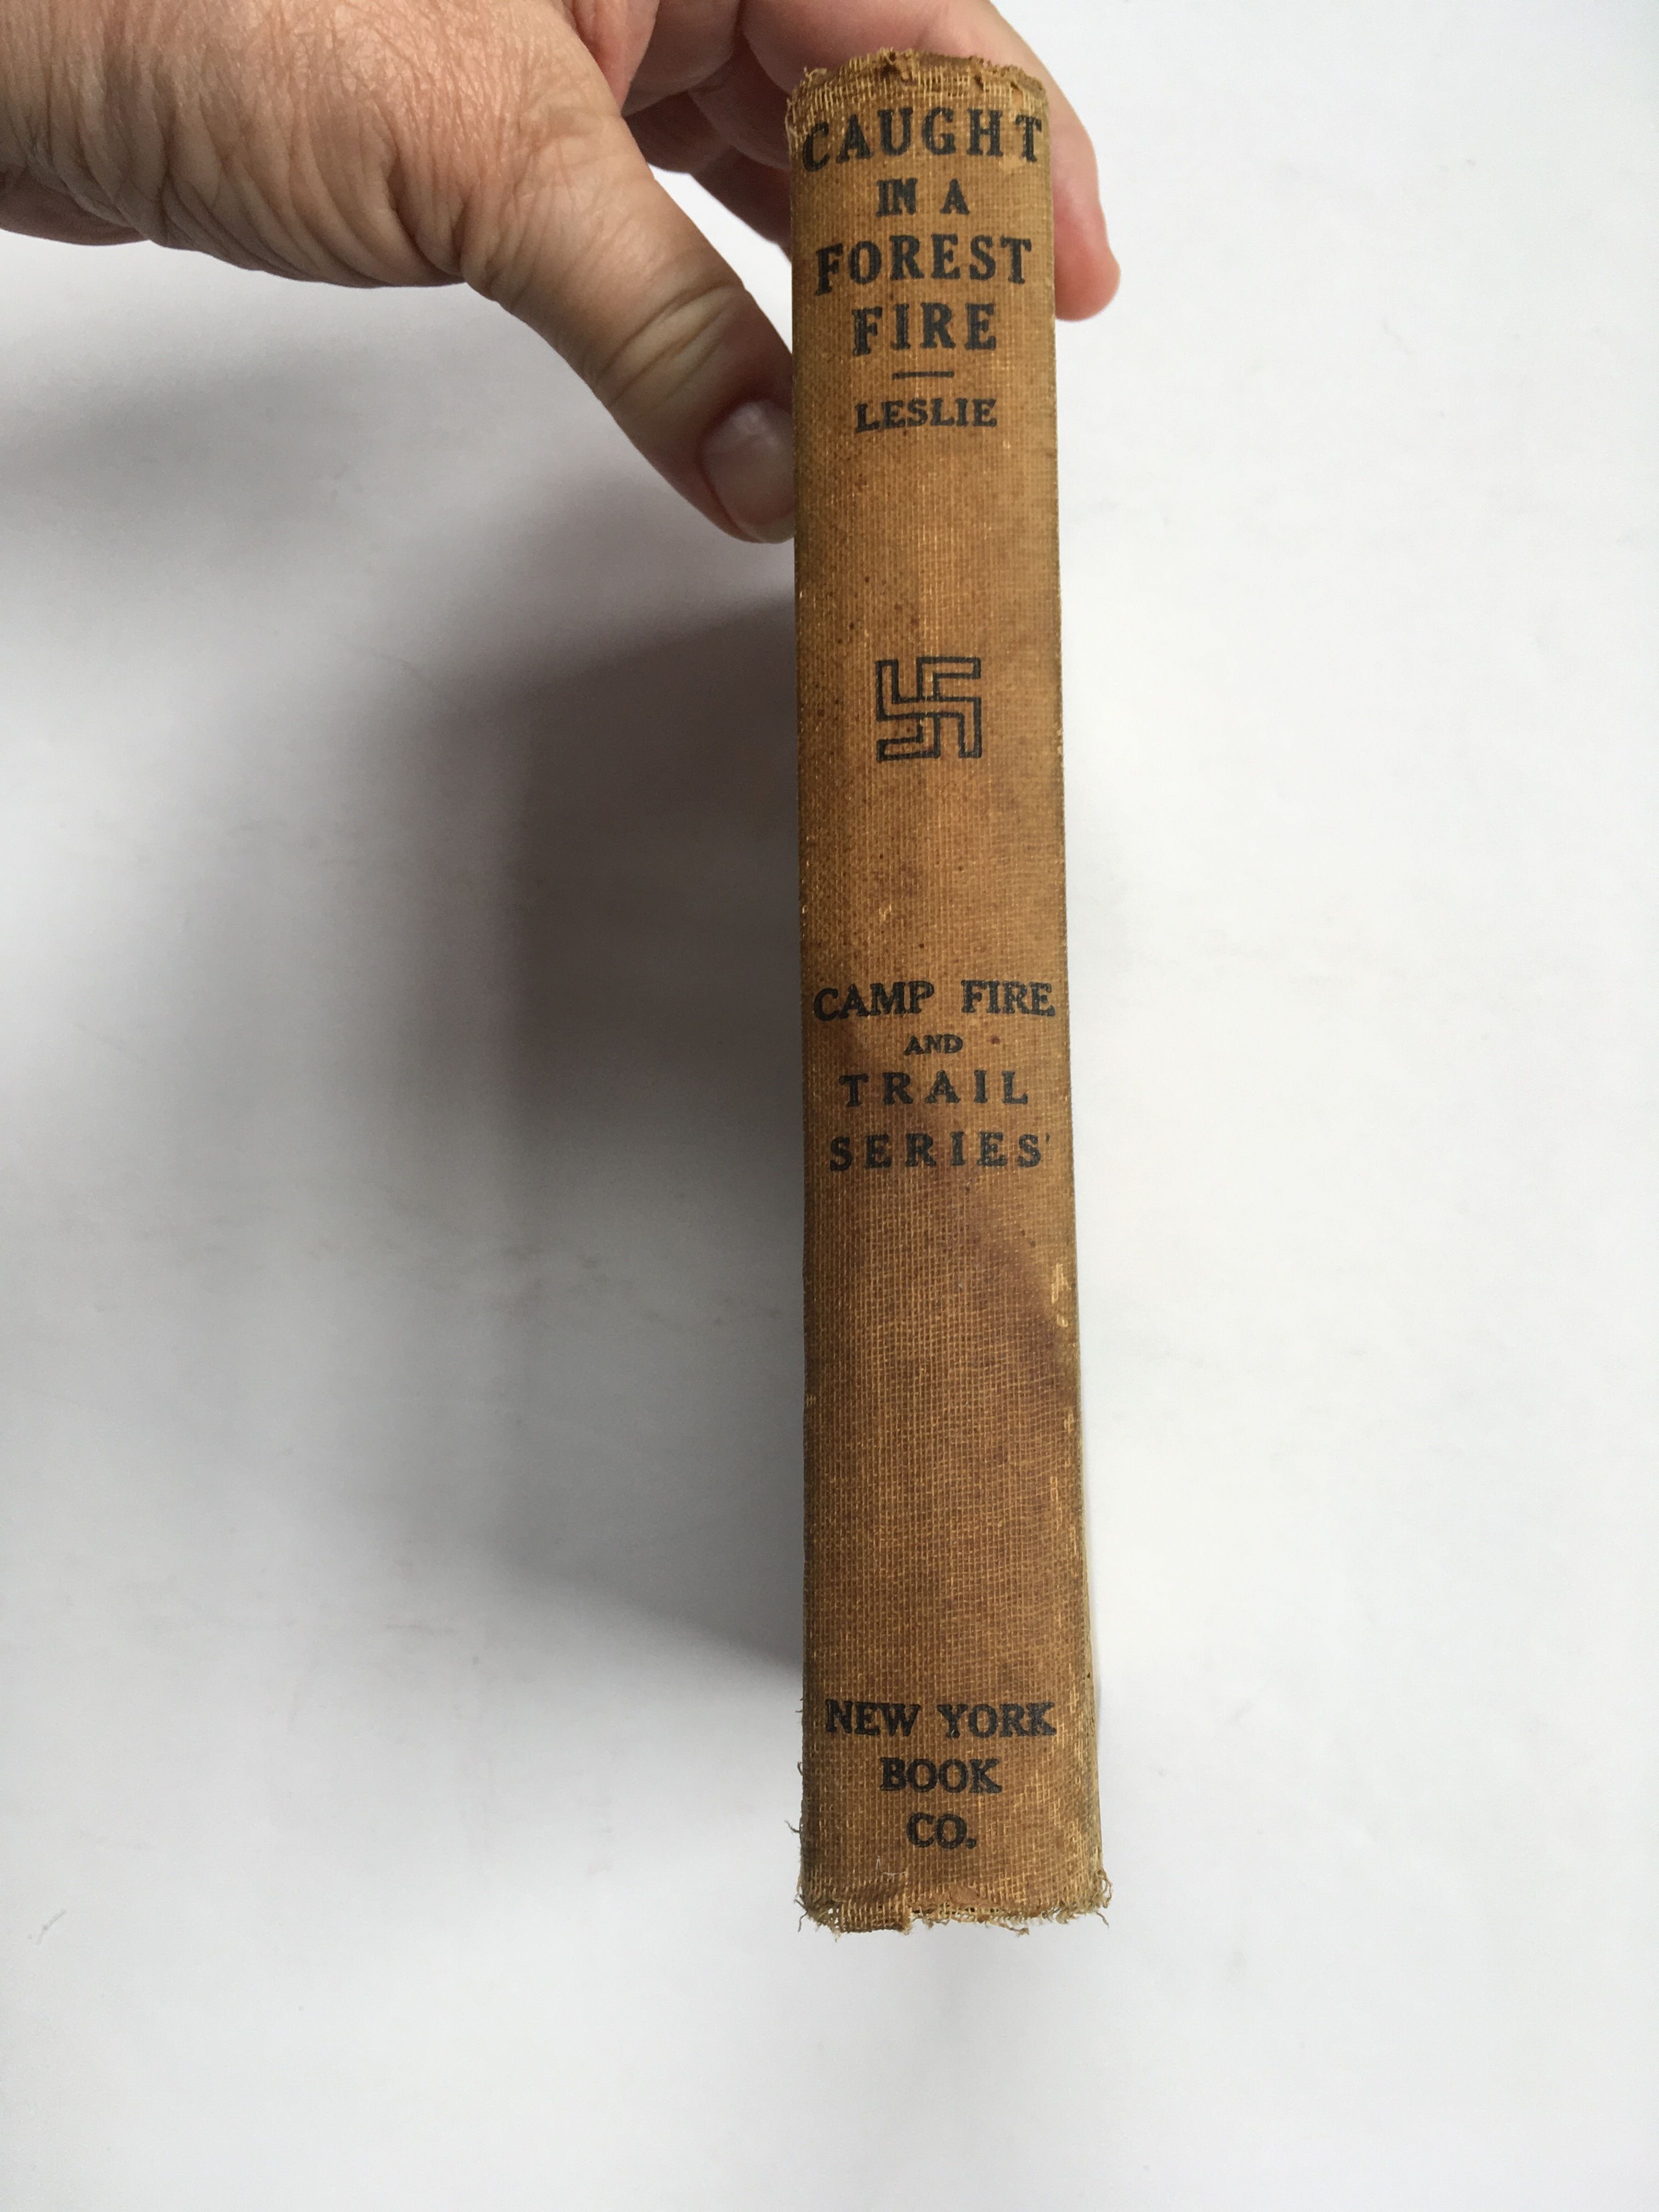 CAUGHT
IN A
FOREST
FIRE
LESLIE
CAMP FIRE
AND
TRAIL
SERIES
NEW YORK
BOOK
CO.